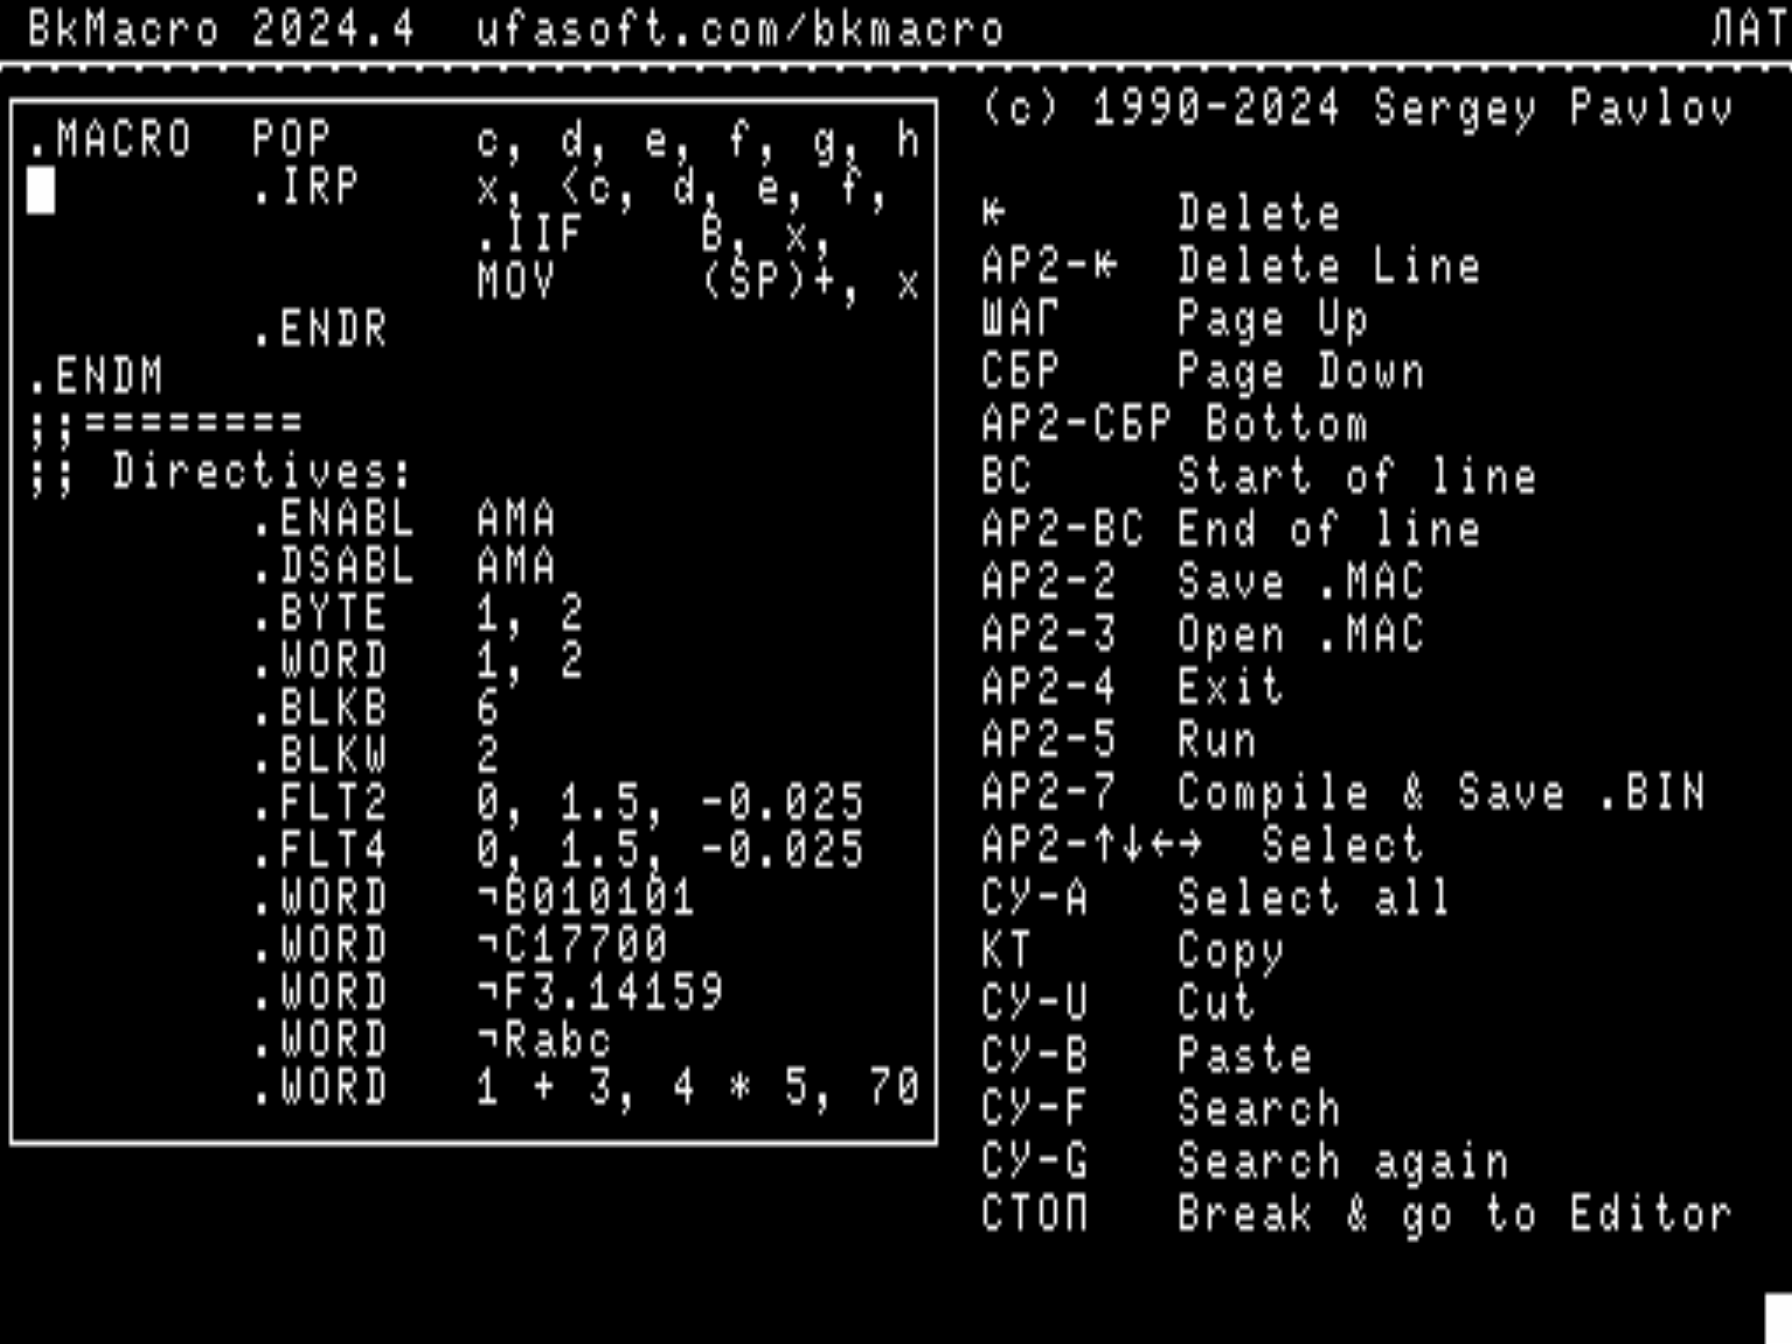 BkMacro 2024.4  ufasoft.com/bkmacro  ЛАТ
.MACRO  POP     c, d, e, f, g, h
        .IRP    x, <c, d, e, f,
                .IIF    B, x,
                MOV     (SP)+, x
        .ENDR
.ENDM
;;========
;; Directives:
        .ENABL  AMA
        .DSABL  AMA
        .BYTE   1, 2
        .WORD   1, 2
        .BLKB   6
        .BLKW   2
        .FLT2   0, 1.5, -0.025
        .FLT4   0, 1.5, -0.025
        .WORD   ¬B010101
        .WORD   ¬C17700
        .WORD   ¬F3.14159
        .WORD   ¬Rabc
        .WORD   1 + 3, 4 * 5, 70
(c) 1990-2024 Sergey Pavlov
⇤      Delete
АР2-⇤  Delete Line
ШАГ    Page Up
СБР    Page Down
АР2-СБР Bottom
ВС     Start of line
АР2-ВС End of line
АР2-2  Save .MAC
АР2-3  Open .MAC
АР2-4  Exit
АР2-5  Run
АР2-7  Compile & Save .BIN
АР2-↑↓←→  Select
СУ-A   Select all
КТ     Copy
СУ-U   Cut
СУ-B   Paste
СУ-F   Search
СУ-G   Search again
СТОП   Break & go to Editor